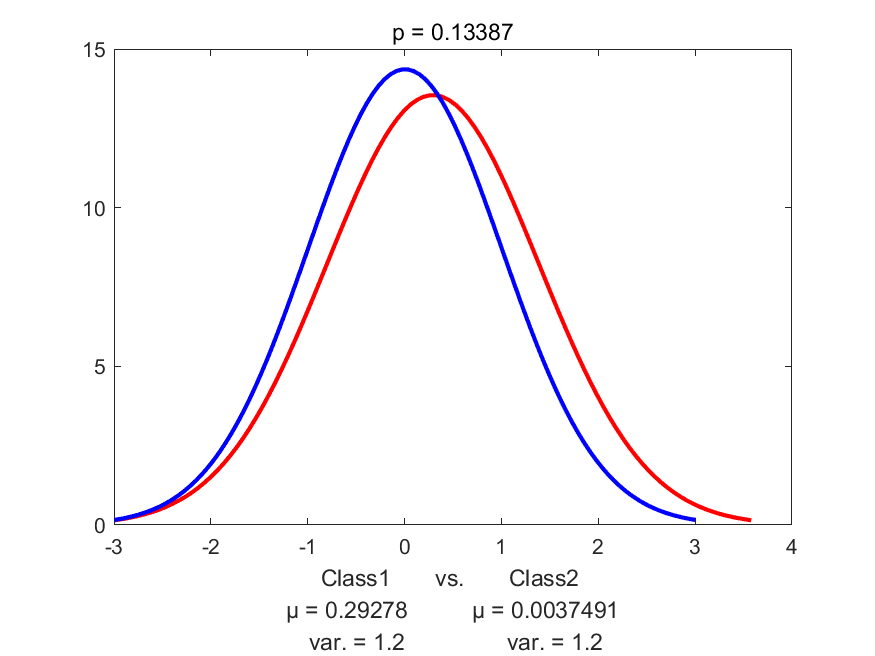 p = 0.13387
15
10
5
0
-3 -2 -1 0 1 2 3 4
Class1 vs. Class2
μ = 0.29278 μ = 0.0037491
var. = 1.2 var. = 1.2